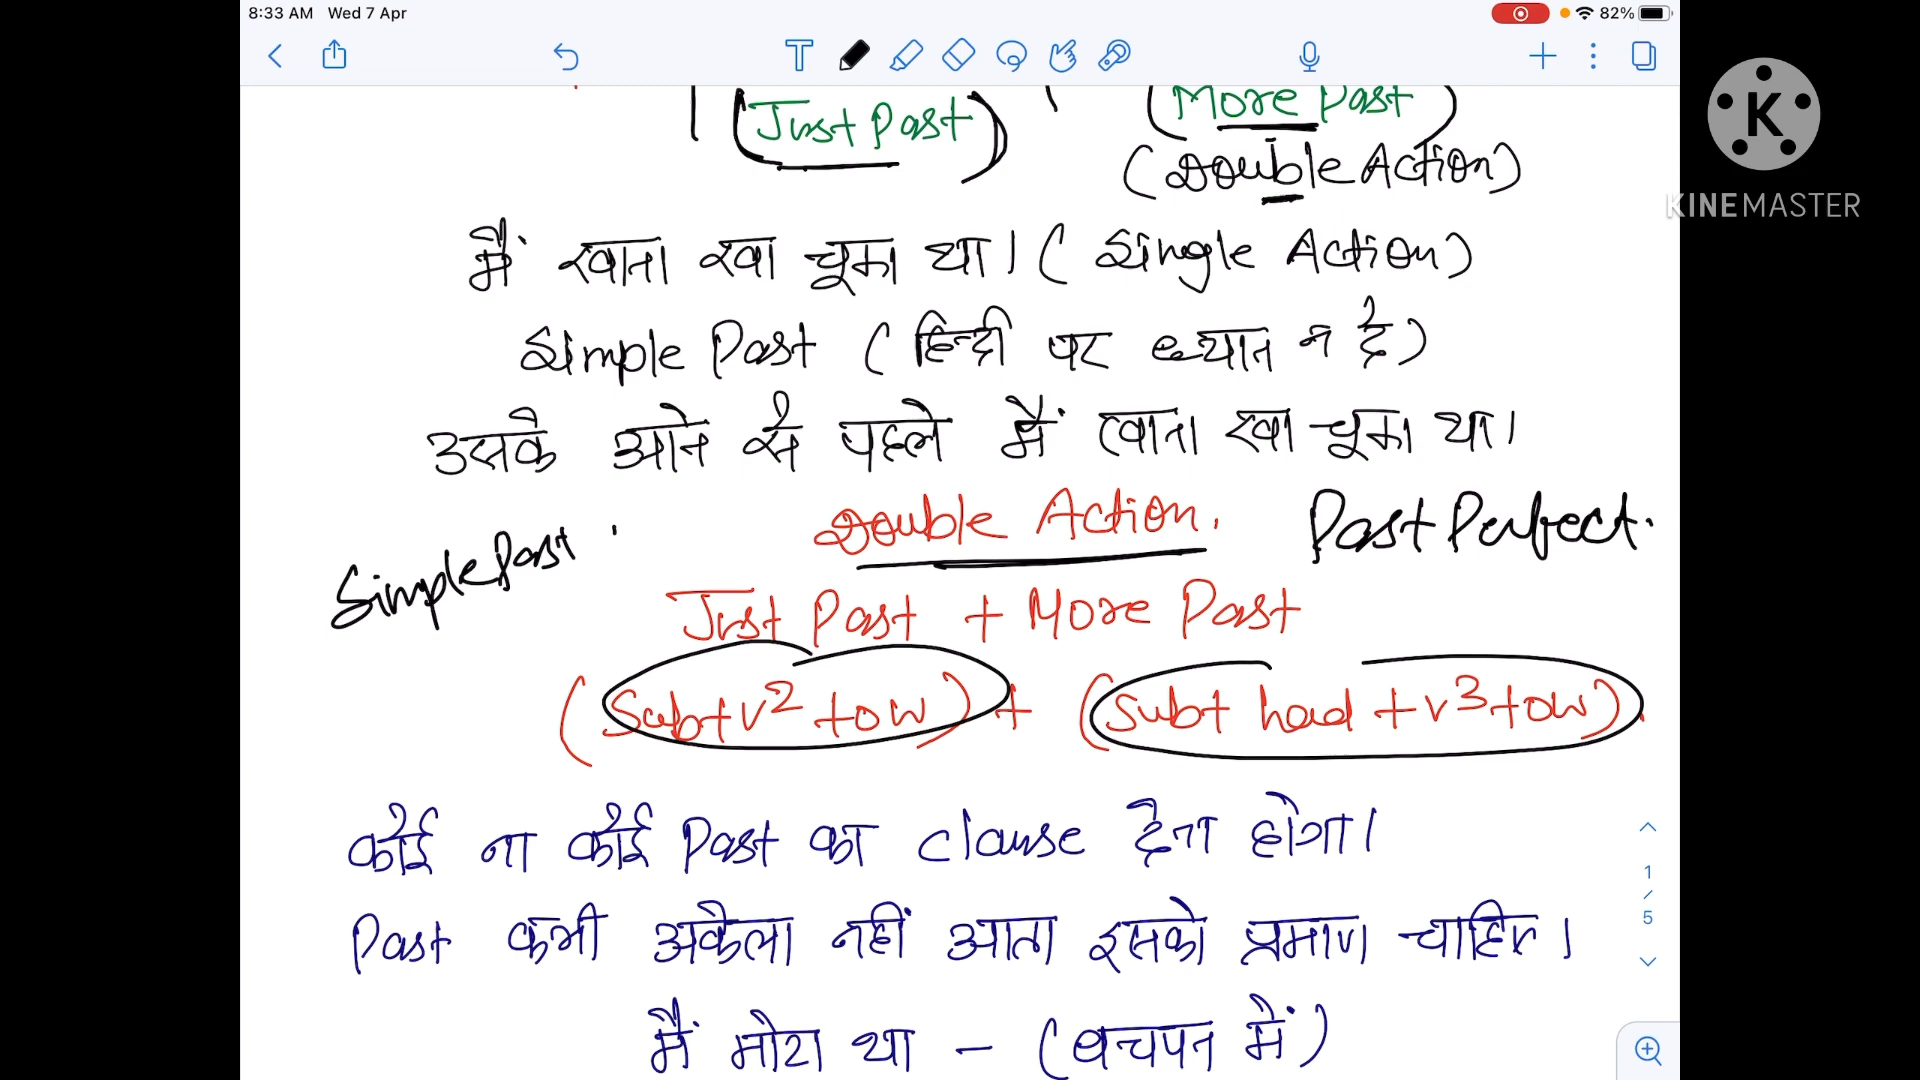 8:33 AM Wed 7 Apr
82%
(Just Past) (More Past)
(Double Action)
K
KINEMASTER
मैं खाना खा चूका था। (Single Action)
Simple Past (हिन्दी पर ध्यान न दे)
उसके आने से पहले मैं खाना खा चूका था।
Double Action. Past Perfect.
Simple Past
Just Past + More Past
(Sub+v2+ow) + (Sub+ had +v3+ow).
कोई ना कोई Past का clause देना होगा।
Past कभी अकेला नहीं आता इसको प्रमाण चाहिए।
मैं मोटा था - (बचपन में)
1
/
5